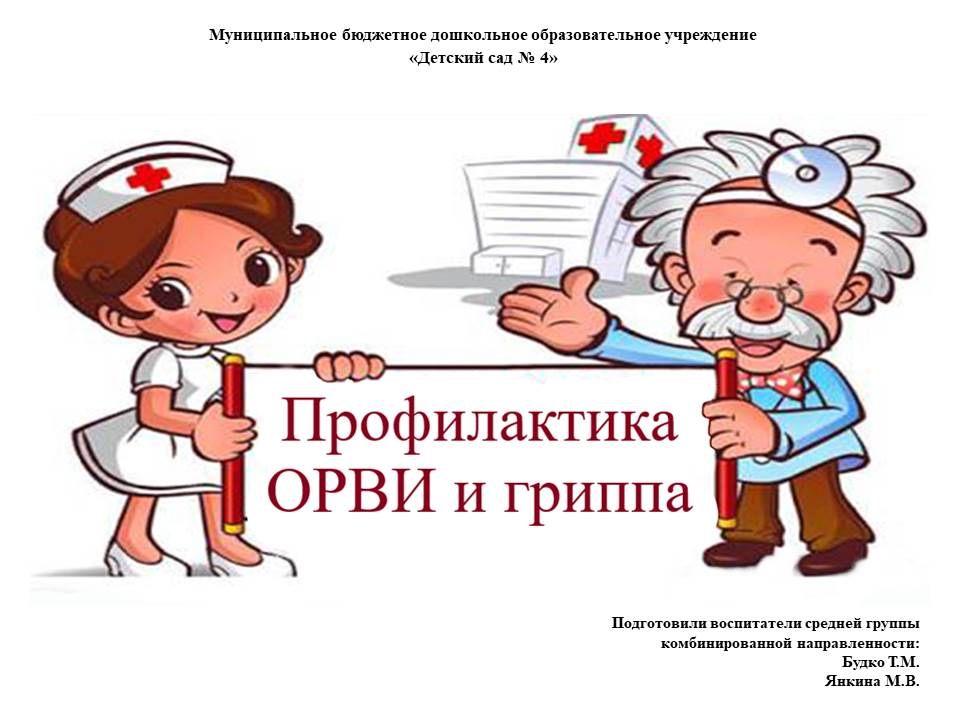 Муниципальное бюджетное дошкольное образовательное учреждение
«Детский сад № 4»
Профилактика
ОРВИ и гриппа
Подготовили воспитатели средней группы
комбинированной направленности:
Будко Т.М.
Янкина М.В.